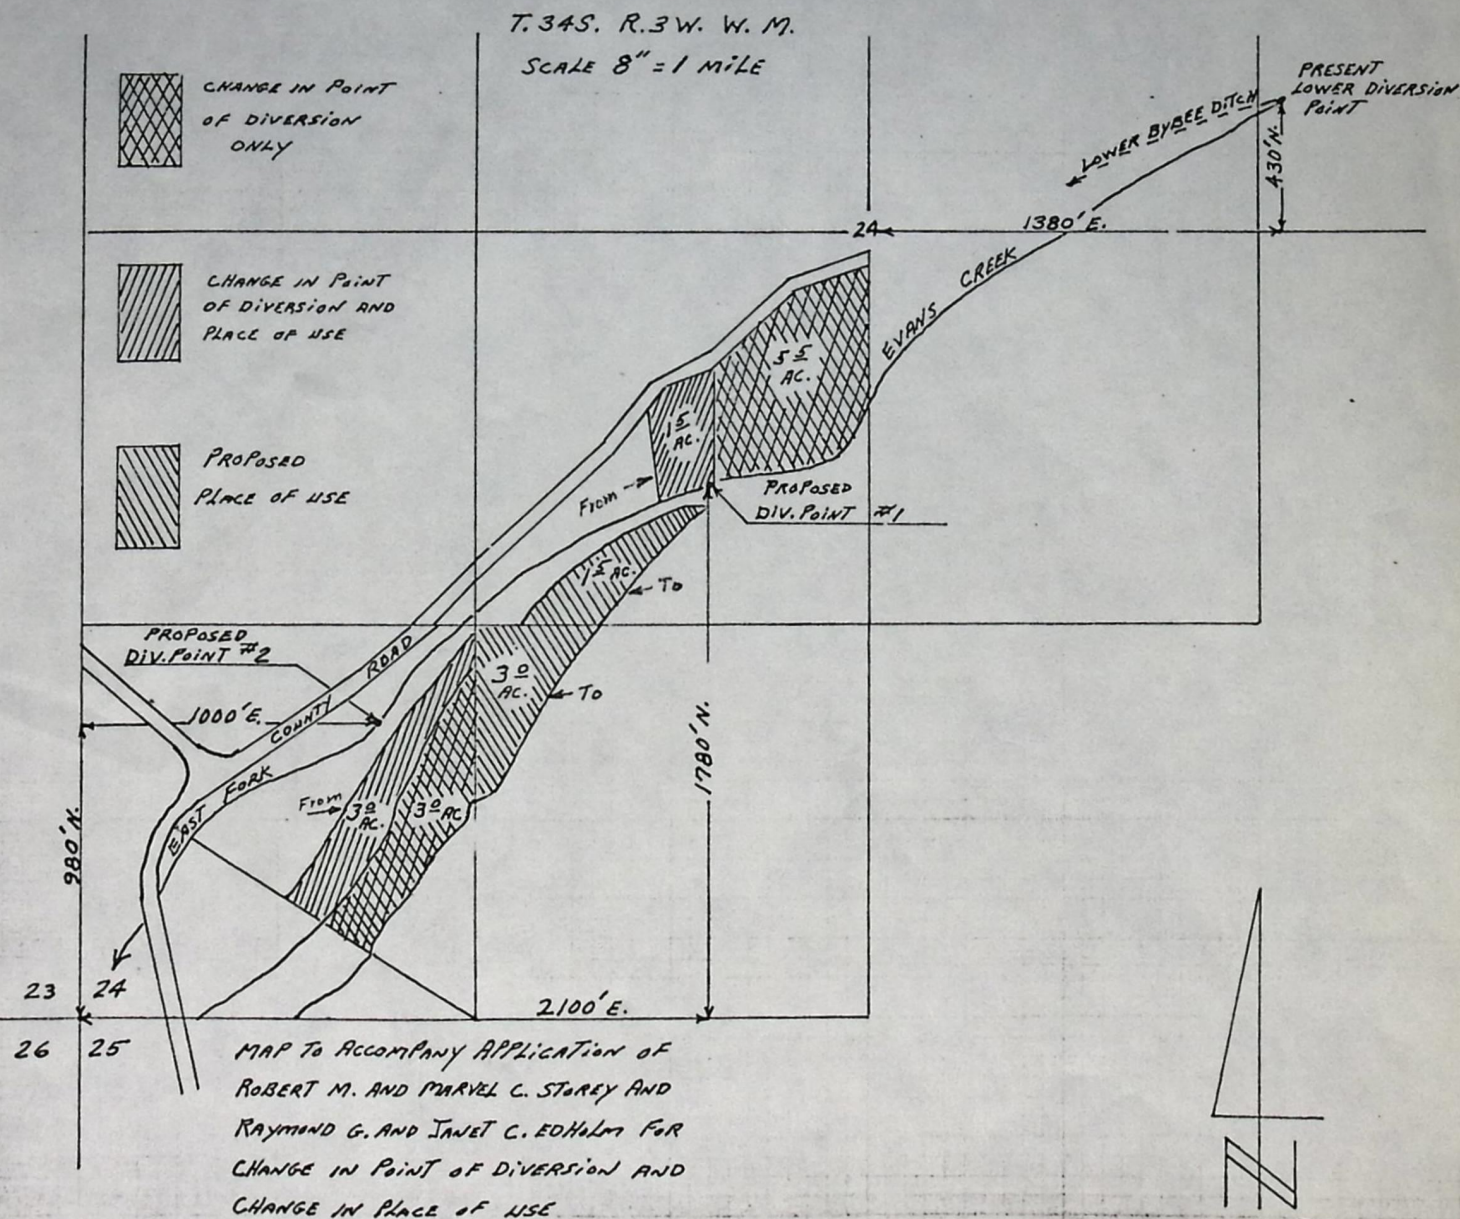 T. 34S. R. 3W. W. M.
SCALE 8" = 1 MILE
CHANGE IN POINT
OF DIVERSION
ONLY
CHANGE IN POINT
OF DIVERSION AND
PLACE OF USE
PROPOSED
PLACE OF USE
PRESENT
LOWER DIVERSION
POINT
LOWER BYBEE DITCH
430' N.
24
1380' E.
EVANS CREEK
5 5
AC.
1 5
AC.
From
PROPOSED
DIV. POINT #1
1 5 AC.
To
PROPOSED
DIV. POINT #2
3 0
AC.
To
1000' E.
COUNTY ROAD
EAST FORK
From
3 0
AC.
3 0
AC
1780' N.
980' N.
23 24
2100' E.
26 25
MAP TO ACCOMPANY APPLICATION OF
ROBERT M. AND MARVEL C. STOREY AND
RAYMOND G. AND JANET C. EDHOLM FOR
CHANGE IN POINT OF DIVERSION AND
CHANGE IN PLACE OF USE
N